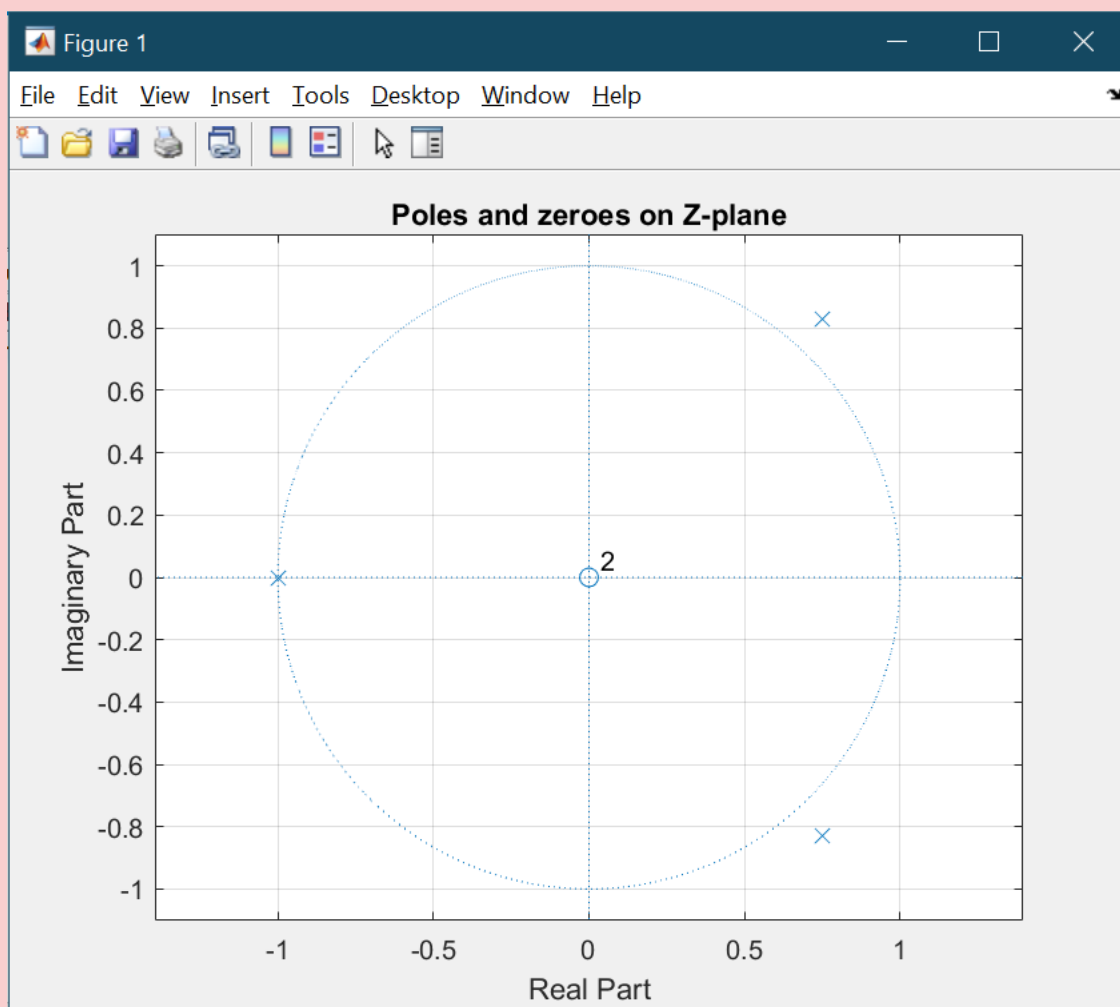 Figure 1
File Edit View Insert Tools Desktop Window Help
Poles and zeroes on Z-plane
1
0.8
0.6
0.4
0.2
0
-0.2
-0.4
-0.6
-0.8
-1
Imaginary Part
2
-1 -0.5 0 0.5 1
Real Part